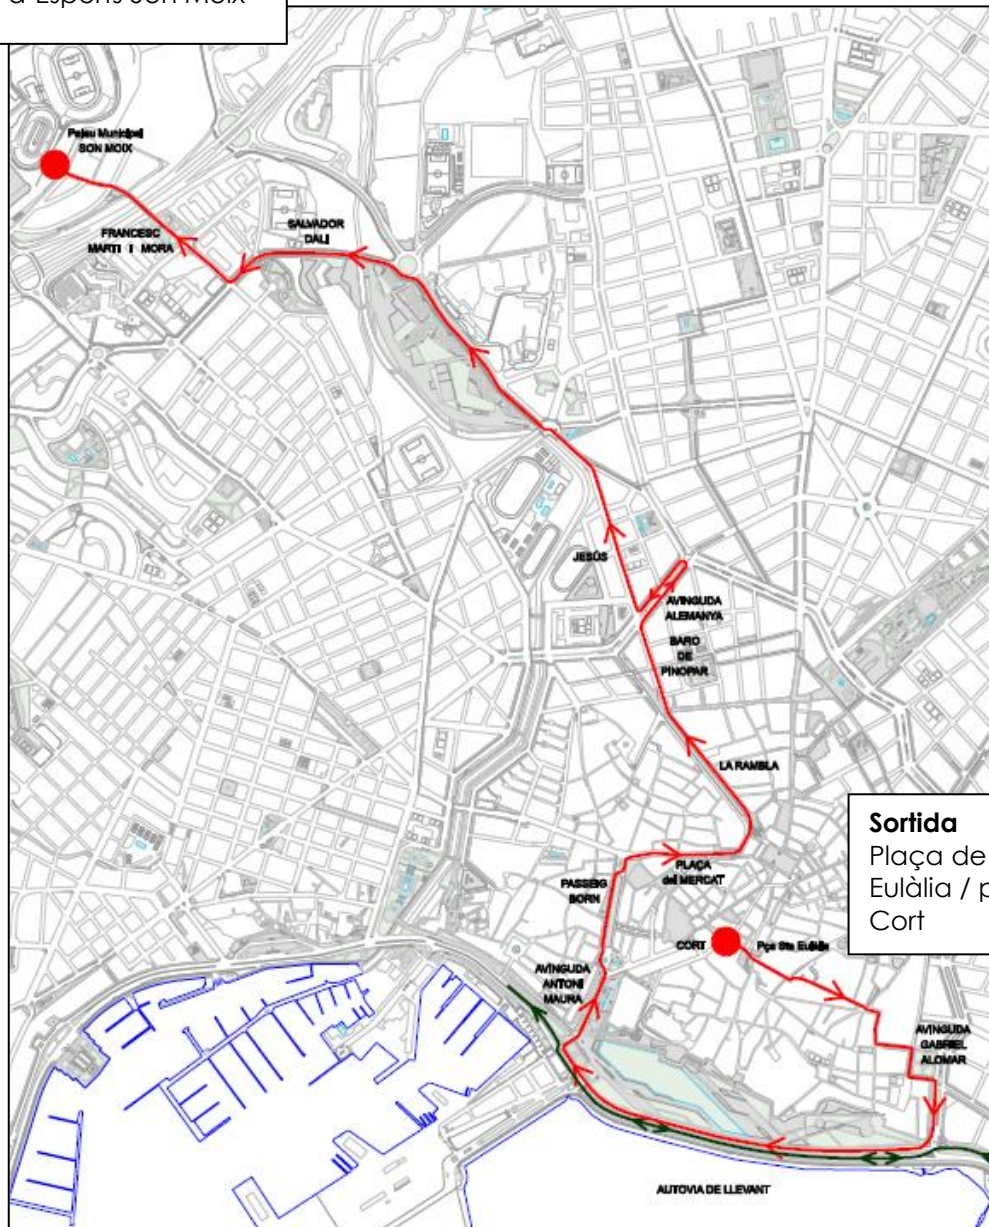 d'Esports Son Moix
Palau Municipal
SON MOIX
FRANCESC
MARTI I MORA
SALVADOR
DALI
JESÚS
AVINGUDA
ALEMANYA
BARO
DE
PINOPAR
LA RAMBLA
PLAÇA
del MERCAT
PASSEIG
BORN
Sortida
Plaça de
Eulàlia / p
Cort
CORT
Pça Sta Eulàlia
AVINGUDA
ANTONI
MAURA
AVINGUDA
GABRIEL
ALOMAR
AUTOVIA DE LLEVANT